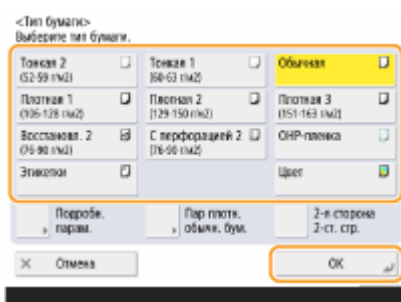 <Тип бумаги>
Выберите тип бумаги.
Тонкая 2
(52-59 г/м2)
Тонкая 1
(60-63 г/м2)
Обычная
Плотная 1
(106-128 г/м2)
Плотная 2
(129-150 г/м2)
Плотная 3
(151-163 г/м2)
Восстановл. 2
(76-90 г/м2)
С перфорацией 2
(76-90 г/м2)
OHP-пленка
Этикетки
Цвет
Подробн.
парам.
Пар плотн.
обычн. бум.
2-я сторона
2-ст. стр.
Отмена
OK